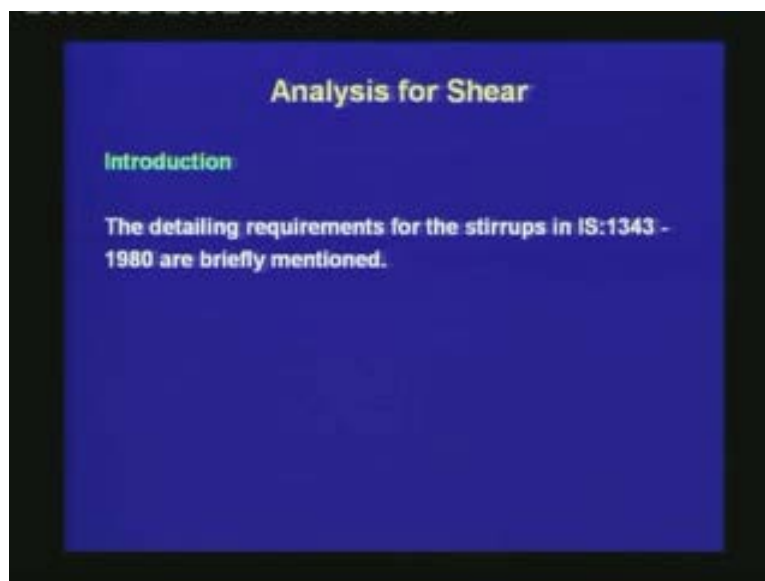 Analysis for Shear
Introduction
The detailing requirements for the stirrups in IS:1343 -
1980 are briefly mentioned.